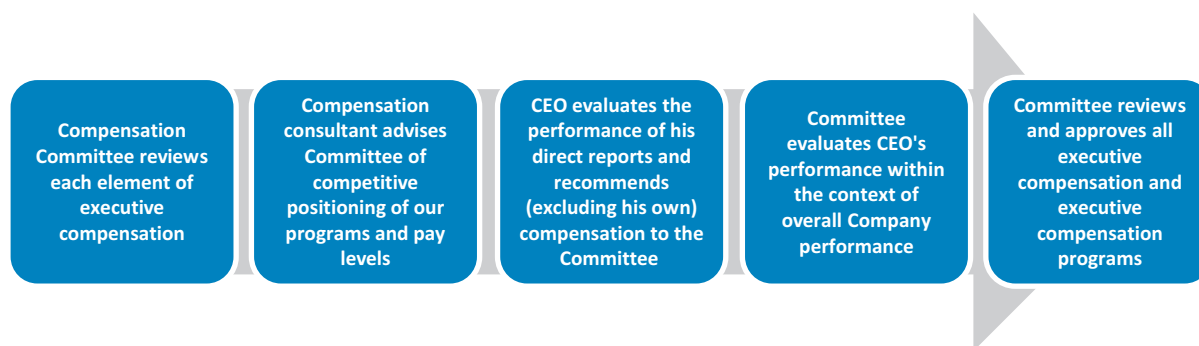 Compensation
Committee reviews
each element of
executive
compensation
Compensation
consultant advises
Committee of
competitive
positioning of our
programs and pay
levels
CEO evaluates the
performance of his
direct reports and
recommends
(excluding his own)
compensation to the
Committee
Committee
evaluates CEO's
performance within
the context of
overall Company
performance
Committee reviews
and approves all
executive
compensation and
executive
compensation
programs